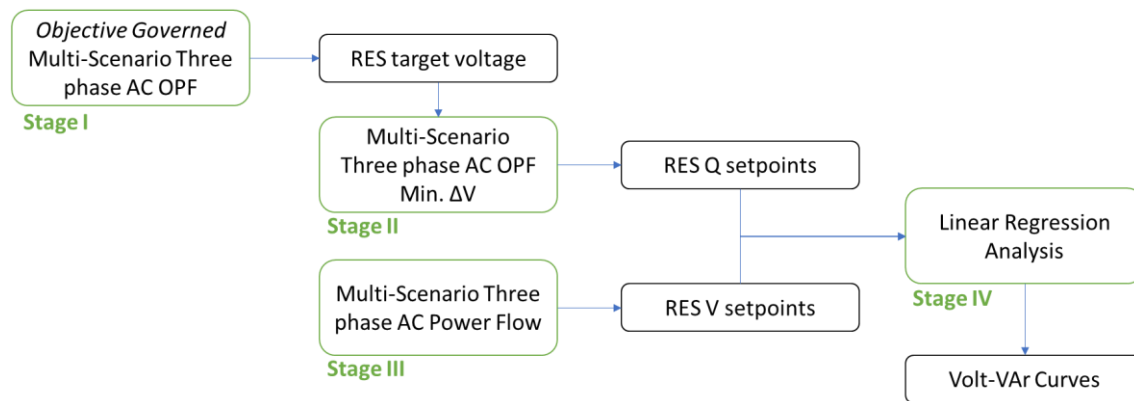 Objective Governed
Multi-Scenario Three
phase AC OPF
Stage I
RES target voltage
Multi-Scenario
Three phase AC OPF
Min. ΔV
Stage II
RES Q setpoints
Multi-Scenario Three
phase AC Power Flow
Stage III
RES V setpoints
Linear Regression
Analysis
Stage IV
Volt-VAr Curves